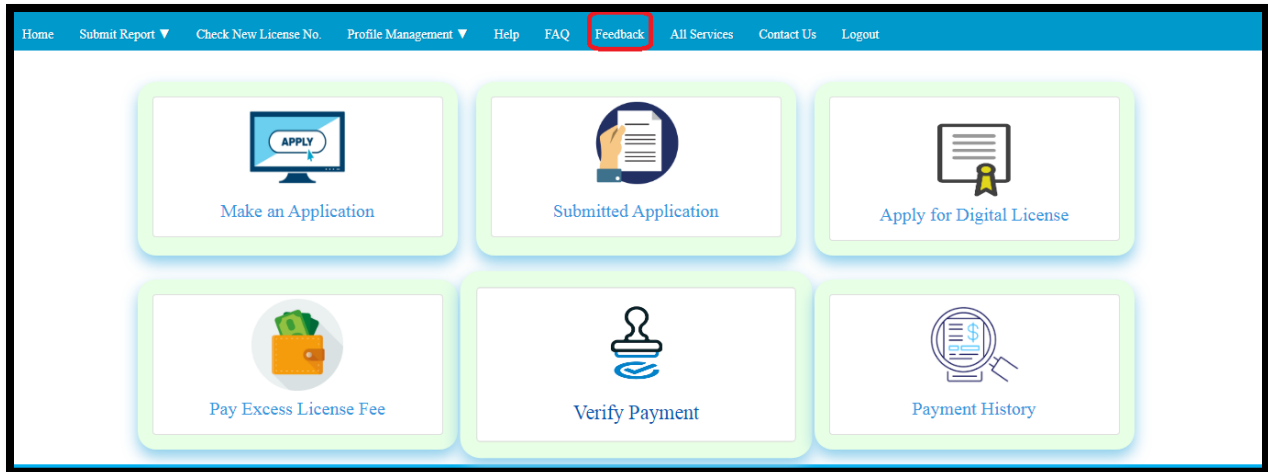 Home Submit Report ▼ Check New License No. Profile Management ▼ Help FAQ Feedback All Services Contact Us Logout
APPLY
Make an Application
Submitted Application
Apply for Digital License
$
Pay Excess License Fee
Verify Payment
Payment History